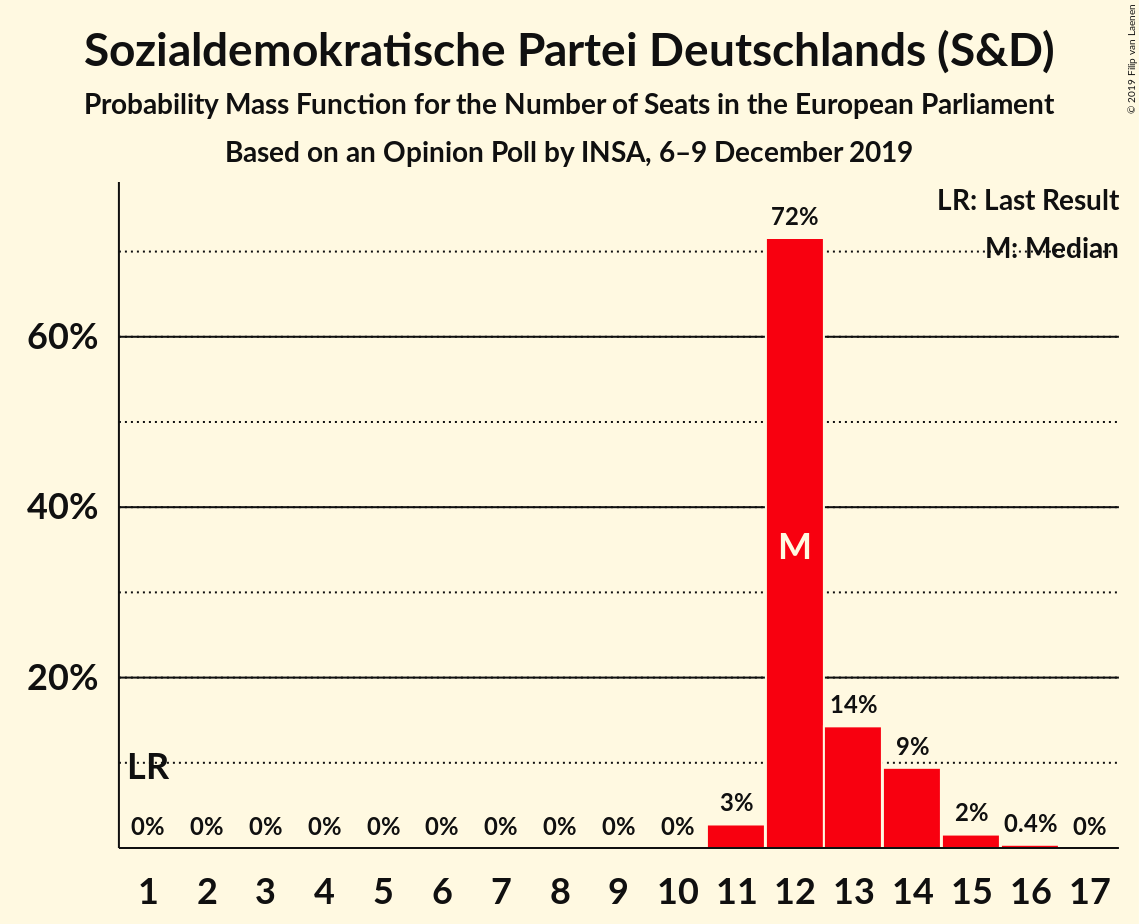 Sozialdemokratische Partei Deutschlands (S&D)
Probability Mass Function for the Number of Seats in the European Parliament
Based on an Opinion Poll by INSA, 6–9 December 2019
© 2019 Filip van Laenen
LR: Last Result
M: Median
60%
40%
20%
72%
M
14%
9%
3%
2%
0.4%
LR
0% 0% 0% 0% 0% 0% 0% 0% 0% 0% 0%
1 2 3 4 5 6 7 8 9 10 11 12 13 14 15 16 17